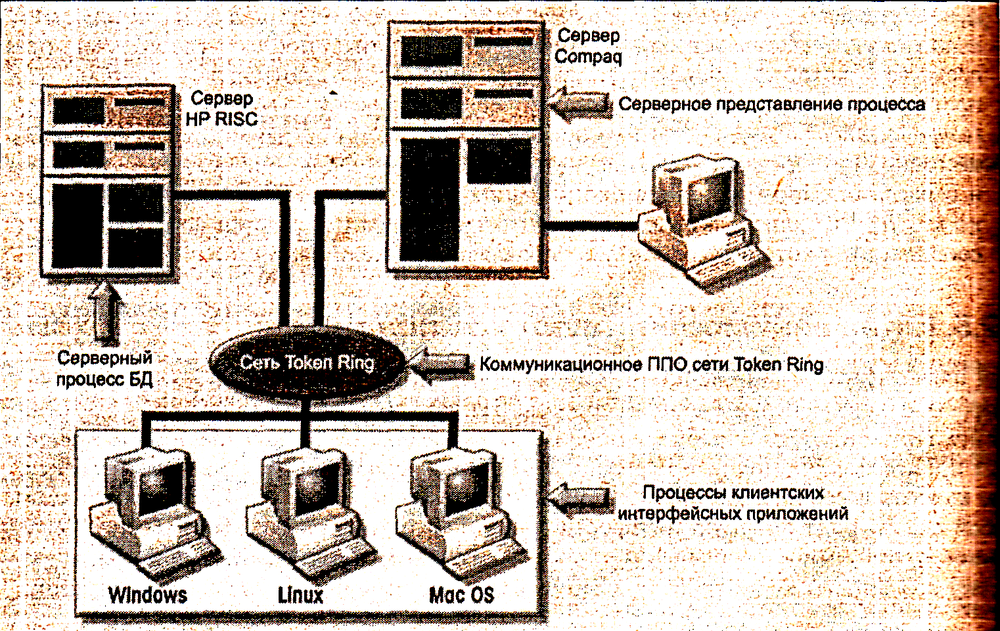 Сервер
Compaq
Сервер
HP RISC
Серверное представление процесса
Серверный
процесс БД
Сеть Token Ring
Коммуникационное ППО сети Token Ring
Процессы клиентских
интерфейсных приложений
Windows
Linux
Mac OS